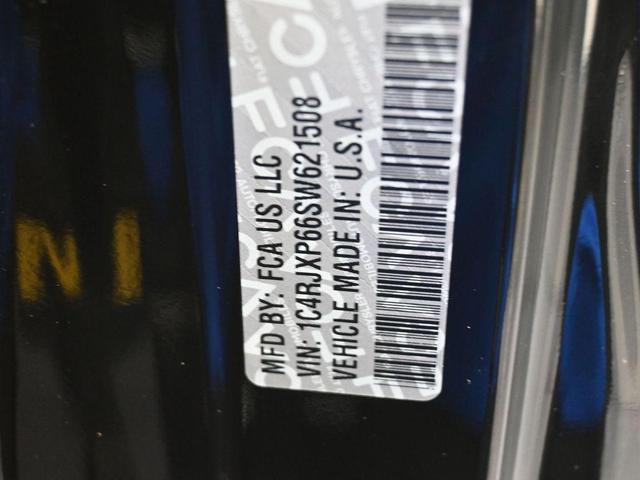 MFD BY: FCA US LLC
VIN: 1C4RJXP66SW621508
VEHICLE MADE IN: U.S.A.